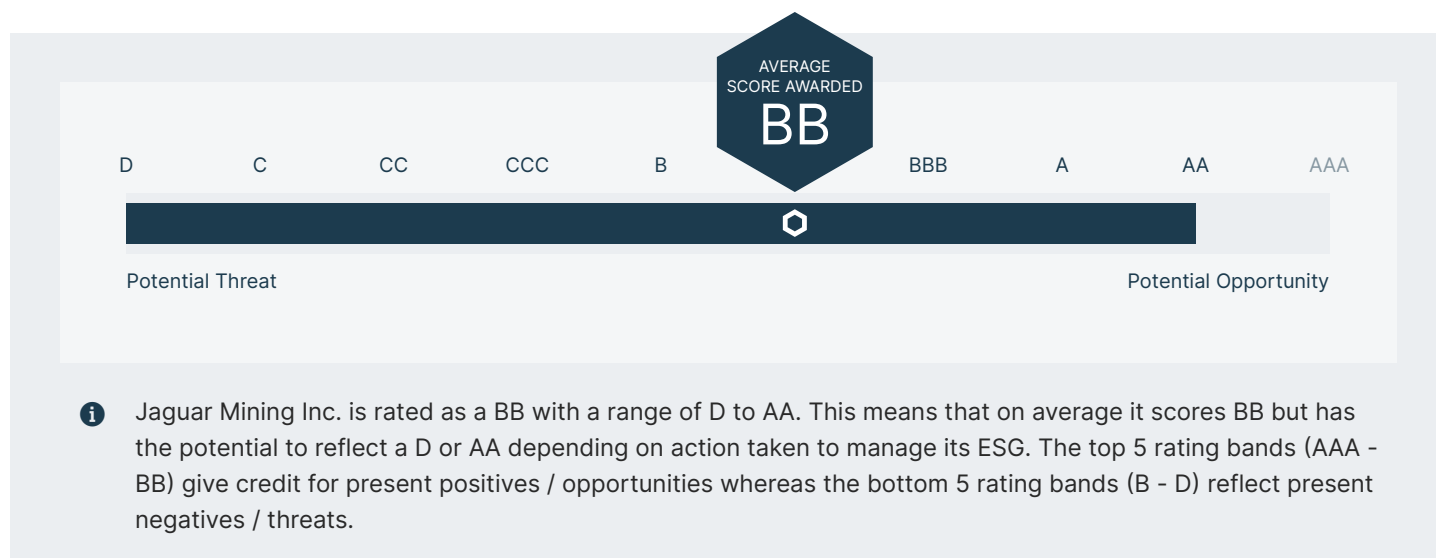 AVERAGE
SCORE AWARDED
BB
D C CC CCC B BBB A AA AAA
Potential Threat Potential Opportunity
Jaguar Mining Inc. is rated as a BB with a range of D to AA. This means that on average it scores BB but has
the potential to reflect a D or AA depending on action taken to manage its ESG. The top 5 rating bands (AAA -
BB) give credit for present positives / opportunities whereas the bottom 5 rating bands (B - D) reflect present
negatives / threats.